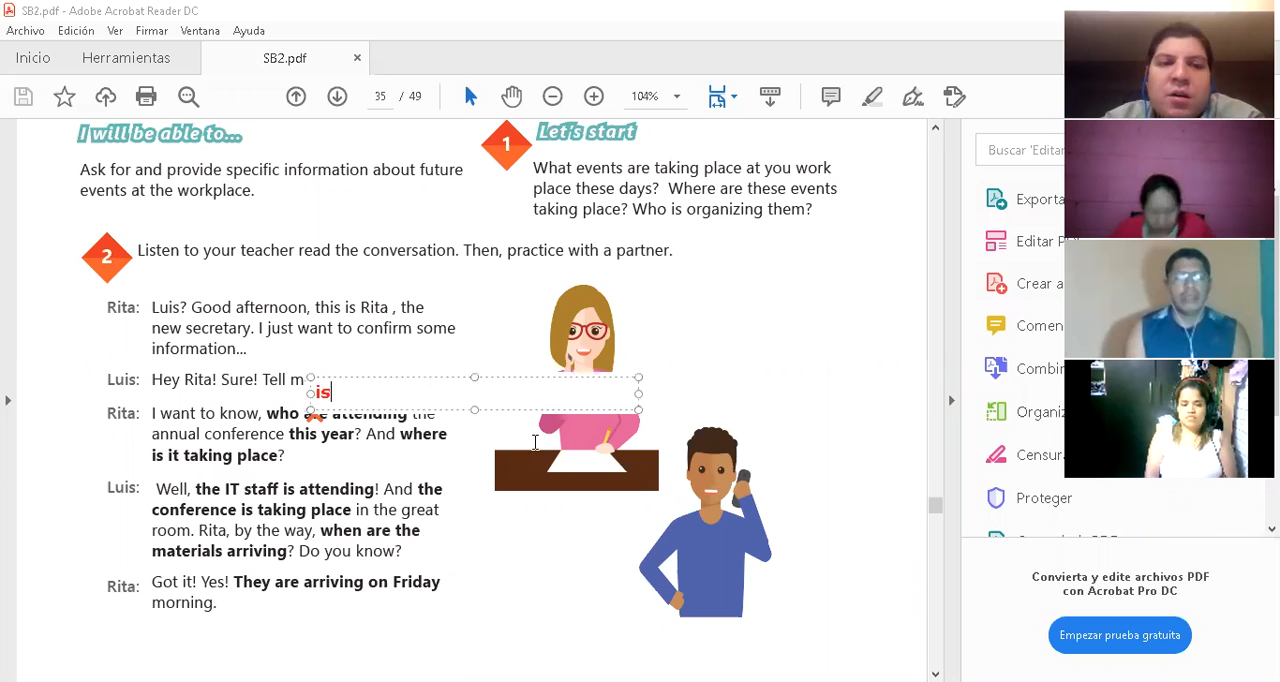 SB2.pdf - Adobe Acrobat Reader DC
Archivo Edición Ver Firmar Ventana Ayuda
Inicio Herramientas SB2.pdf ×
35 / 49 104%
I will be able to...
Ask for and provide specific information about future
events at the workplace.
1 Let's start
What events are taking place at you work
place these days? Where are these events
taking place? Who is organizing them?
2 Listen to your teacher read the conversation. Then, practice with a partner.
Rita: Luis? Good afternoon, this is Rita , the
new secretary. I just want to confirm some
information...
Luis: Hey Rita! Sure! Tell m
is
Rita: I want to know, who are attending the
annual conference this year? And where
is it taking place?
Luis: Well, the IT staff is attending! And the
conference is taking place in the great
room. Rita, by the way, when are the
materials arriving? Do you know?
Rita: Got it! Yes! They are arriving on Friday
morning.
Buscar 'Editar
Exporta
Editar PD
Crear a
Comen
Combin
Organiz
Censur
Proteger
Convierta y edite archivos PDF
con Acrobat Pro DC
Empezar prueba gratuita